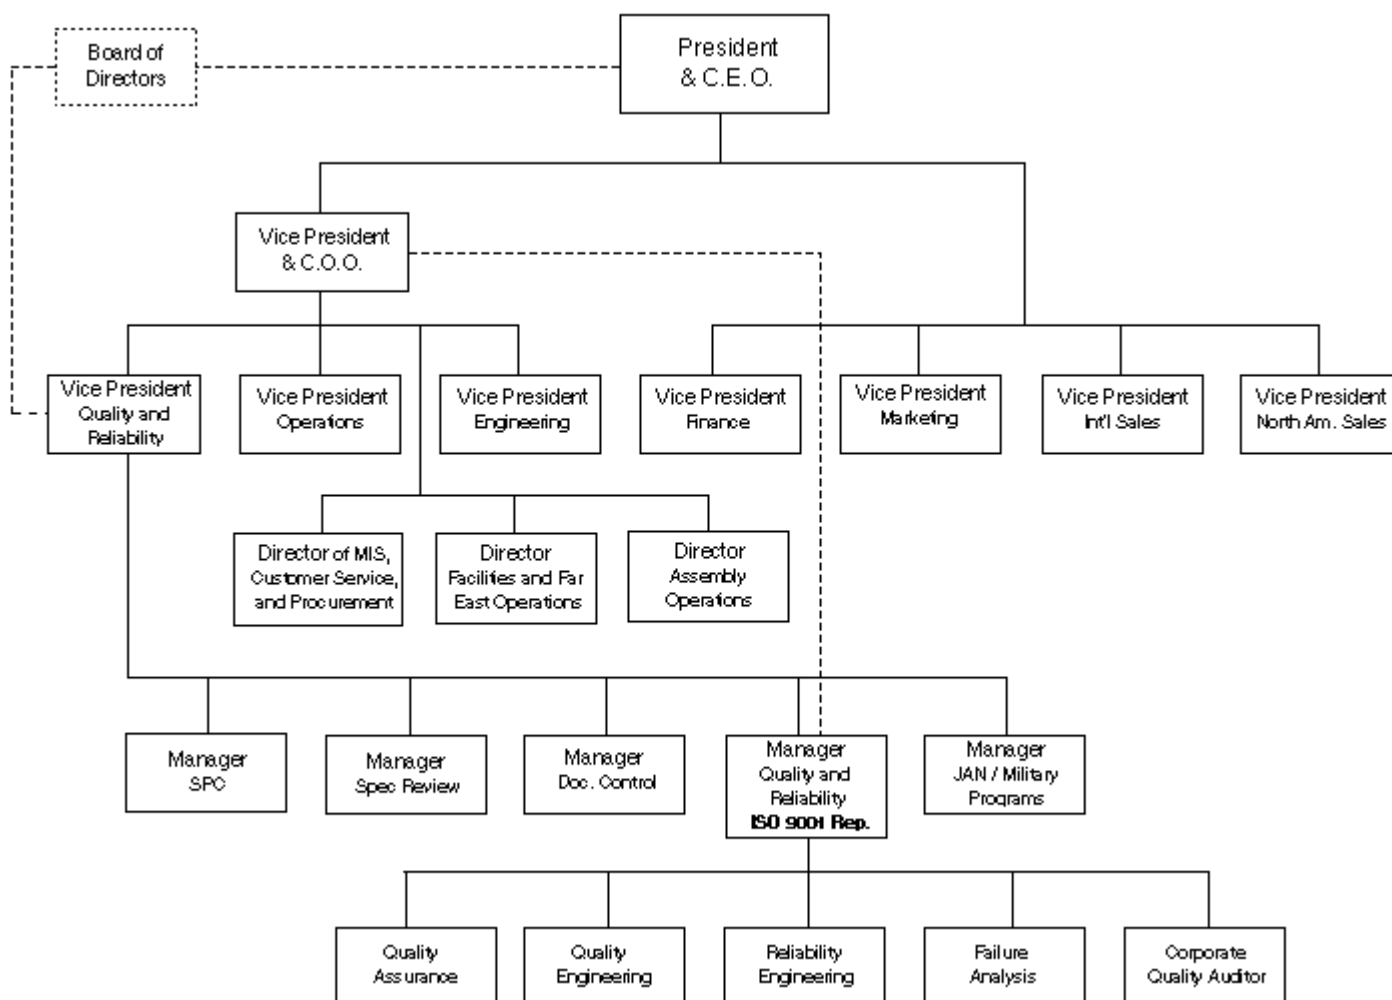 Board of
Directors
President
& C.E.O.
Vice President
& C.O.O.
Vice President
Quality and
Reliability
Vice President
Operations
Vice President
Engineering
Vice President
Finance
Vice President
Marketing
Vice President
Int'l Sales
Vice President
North Am. Sales
Director of MIS,
Customer Service,
and Procurement
Director
Facilities and Far
East Operations
Director
Assembly
Operations
Manager
SPC
Manager
Spec Review
Manager
Doc. Control
Manager
Quality and
Reliability
ISO 9001 Rep.
Manager
JAN / Military
Programs
Quality
Assurance
Quality
Engineering
Reliability
Engineering
Failure
Analysis
Corporate
Quality Auditor